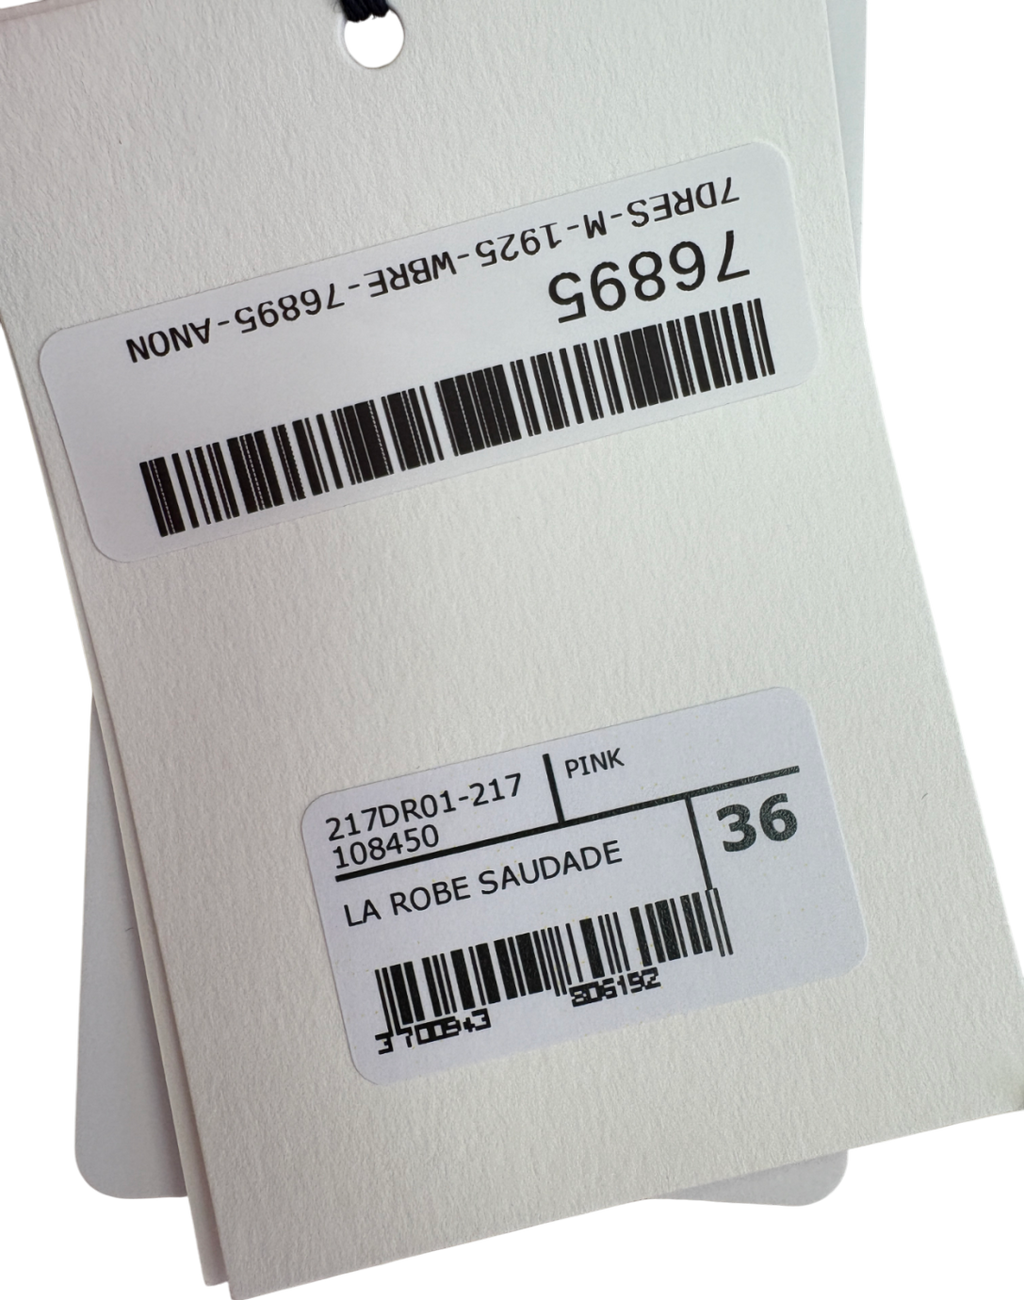 7DRES-M-1925-WBRE-76895-ANON
76895
217DR01-217
108450
PINK
36
LA ROBE SAUDADE
3 700943 806192